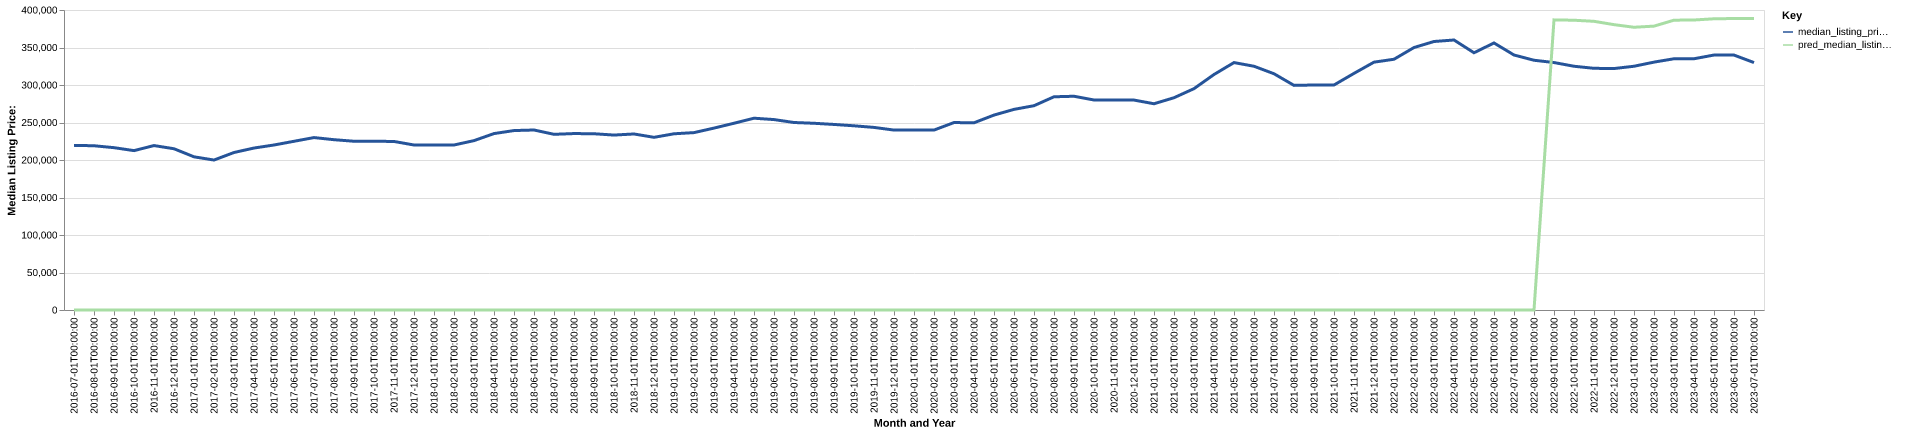 400,000
350,000
300,000
250,000
200,000
150,000
100,000
50,000
0
Median Listing Price:
2016-07-01T00:00:00
2016-08-01T00:00:00
2016-09-01T00:00:00
2016-10-01T00:00:00
2016-11-01T00:00:00
2016-12-01T00:00:00
2017-01-01T00:00:00
2017-02-01T00:00:00
2017-03-01T00:00:00
2017-04-01T00:00:00
2017-05-01T00:00:00
2017-06-01T00:00:00
2017-07-01T00:00:00
2017-08-01T00:00:00
2017-09-01T00:00:00
2017-10-01T00:00:00
2017-11-01T00:00:00
2017-12-01T00:00:00
2018-01-01T00:00:00
2018-02-01T00:00:00
2018-03-01T00:00:00
2018-04-01T00:00:00
2018-05-01T00:00:00
2018-06-01T00:00:00
2018-07-01T00:00:00
2018-08-01T00:00:00
2018-09-01T00:00:00
2018-10-01T00:00:00
2018-11-01T00:00:00
2018-12-01T00:00:00
2019-01-01T00:00:00
2019-02-01T00:00:00
2019-03-01T00:00:00
2019-04-01T00:00:00
2019-05-01T00:00:00
2019-06-01T00:00:00
2019-07-01T00:00:00
2019-08-01T00:00:00
2019-09-01T00:00:00
2019-10-01T00:00:00
2019-11-01T00:00:00
2019-12-01T00:00:00
2020-01-01T00:00:00
2020-02-01T00:00:00
2020-03-01T00:00:00
2020-04-01T00:00:00
2020-05-01T00:00:00
2020-06-01T00:00:00
2020-07-01T00:00:00
2020-08-01T00:00:00
2020-09-01T00:00:00
2020-10-01T00:00:00
2020-11-01T00:00:00
2020-12-01T00:00:00
2021-01-01T00:00:00
2021-02-01T00:00:00
2021-03-01T00:00:00
2021-04-01T00:00:00
2021-05-01T00:00:00
2021-06-01T00:00:00
2021-07-01T00:00:00
2021-08-01T00:00:00
2021-09-01T00:00:00
2021-10-01T00:00:00
2021-11-01T00:00:00
2021-12-01T00:00:00
2022-01-01T00:00:00
2022-02-01T00:00:00
2022-03-01T00:00:00
2022-04-01T00:00:00
2022-05-01T00:00:00
2022-06-01T00:00:00
2022-07-01T00:00:00
2022-08-01T00:00:00
2022-09-01T00:00:00
2022-10-01T00:00:00
2022-11-01T00:00:00
2022-12-01T00:00:00
2023-01-01T00:00:00
2023-02-01T00:00:00
2023-03-01T00:00:00
2023-04-01T00:00:00
2023-05-01T00:00:00
2023-06-01T00:00:00
2023-07-01T00:00:00
Month and Year
Key
median_listing_pri…
pred_median_listin…